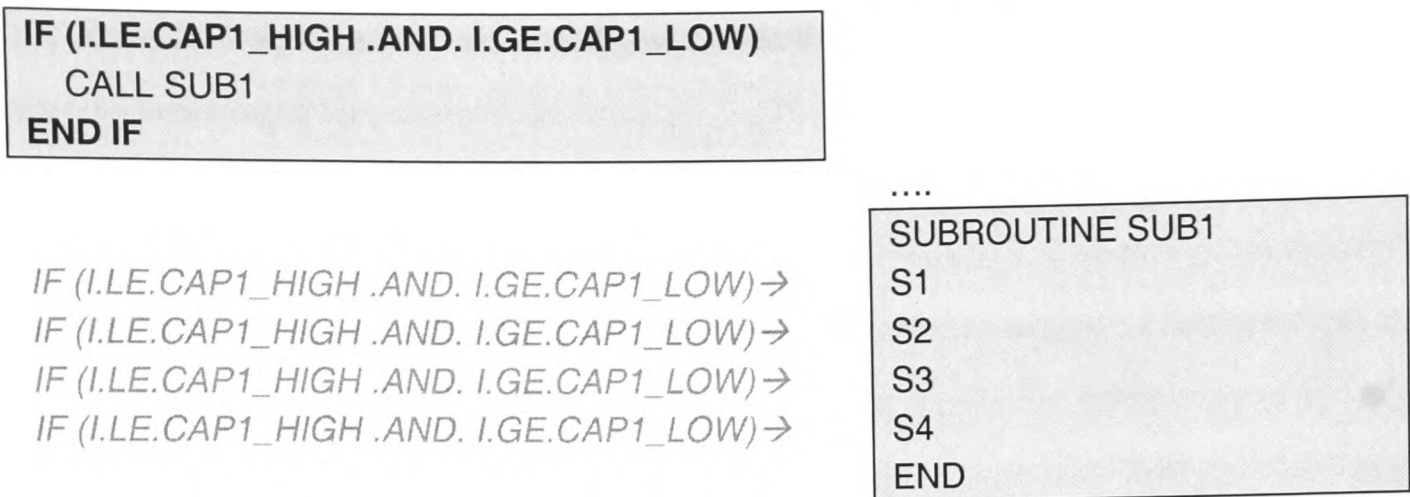 IF (I.LE.CAP1_HIGH .AND. I.GE.CAP1_LOW)
CALL SUB1
END IF
....
SUBROUTINE SUB1
IF (I.LE.CAP1_HIGH .AND. I.GE.CAP1_LOW)→ S1
IF (I.LE.CAP1_HIGH .AND. I.GE.CAP1_LOW)→ S2
IF (I.LE.CAP1_HIGH .AND. I.GE.CAP1_LOW)→ S3
IF (I.LE.CAP1_HIGH .AND. I.GE.CAP1_LOW)→ S4
END